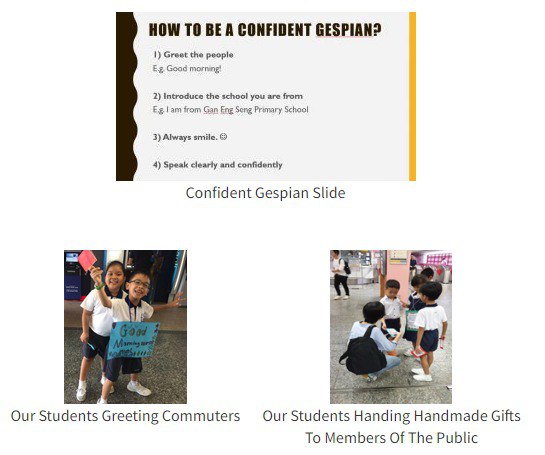 HOW TO BE A CONFIDENT GESPIAN?
1) Greet the people
E.g. Good morning!
2) Introduce the school you are from
E.g. I am from Gan Eng Seng Primary School
3) Always smile. ☺
4) Speak clearly and confidently
Confident Gespian Slide
Good
Our Students Greeting Commuters
Our Students Handing Handmade Gifts
To Members Of The Public